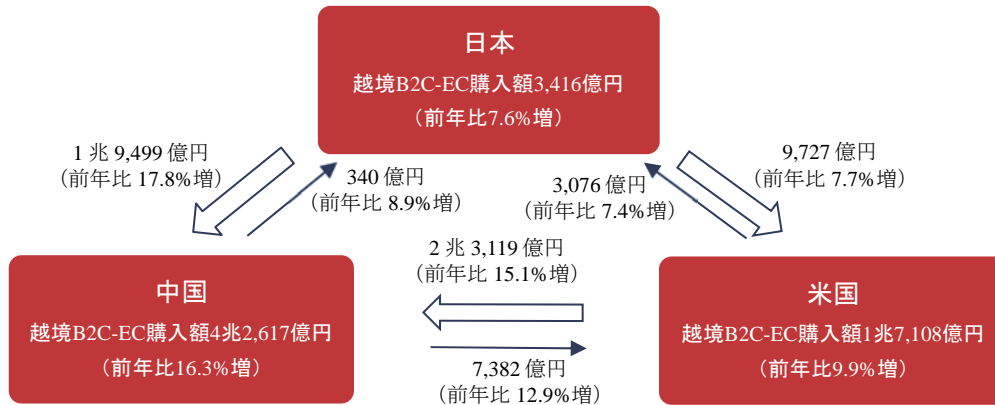 日本
越境B2C-EC購入額3,416億円
（前年比7.6%増）
1 兆 9,499 億円
（前年比 17.8%増）
340 億円
（前年比 8.9%増）
3,076 億円
（前年比 7.4%増）
9,727 億円
（前年比 7.7%増）
2 兆 3,119 億円
（前年比 15.1%増）
中国
越境B2C-EC購入額4兆2,617億円
（前年比16.3%増）
米国
越境B2C-EC購入額1兆7,108億円
（前年比9.9%増）
7,382 億円
（前年比 12.9%増）